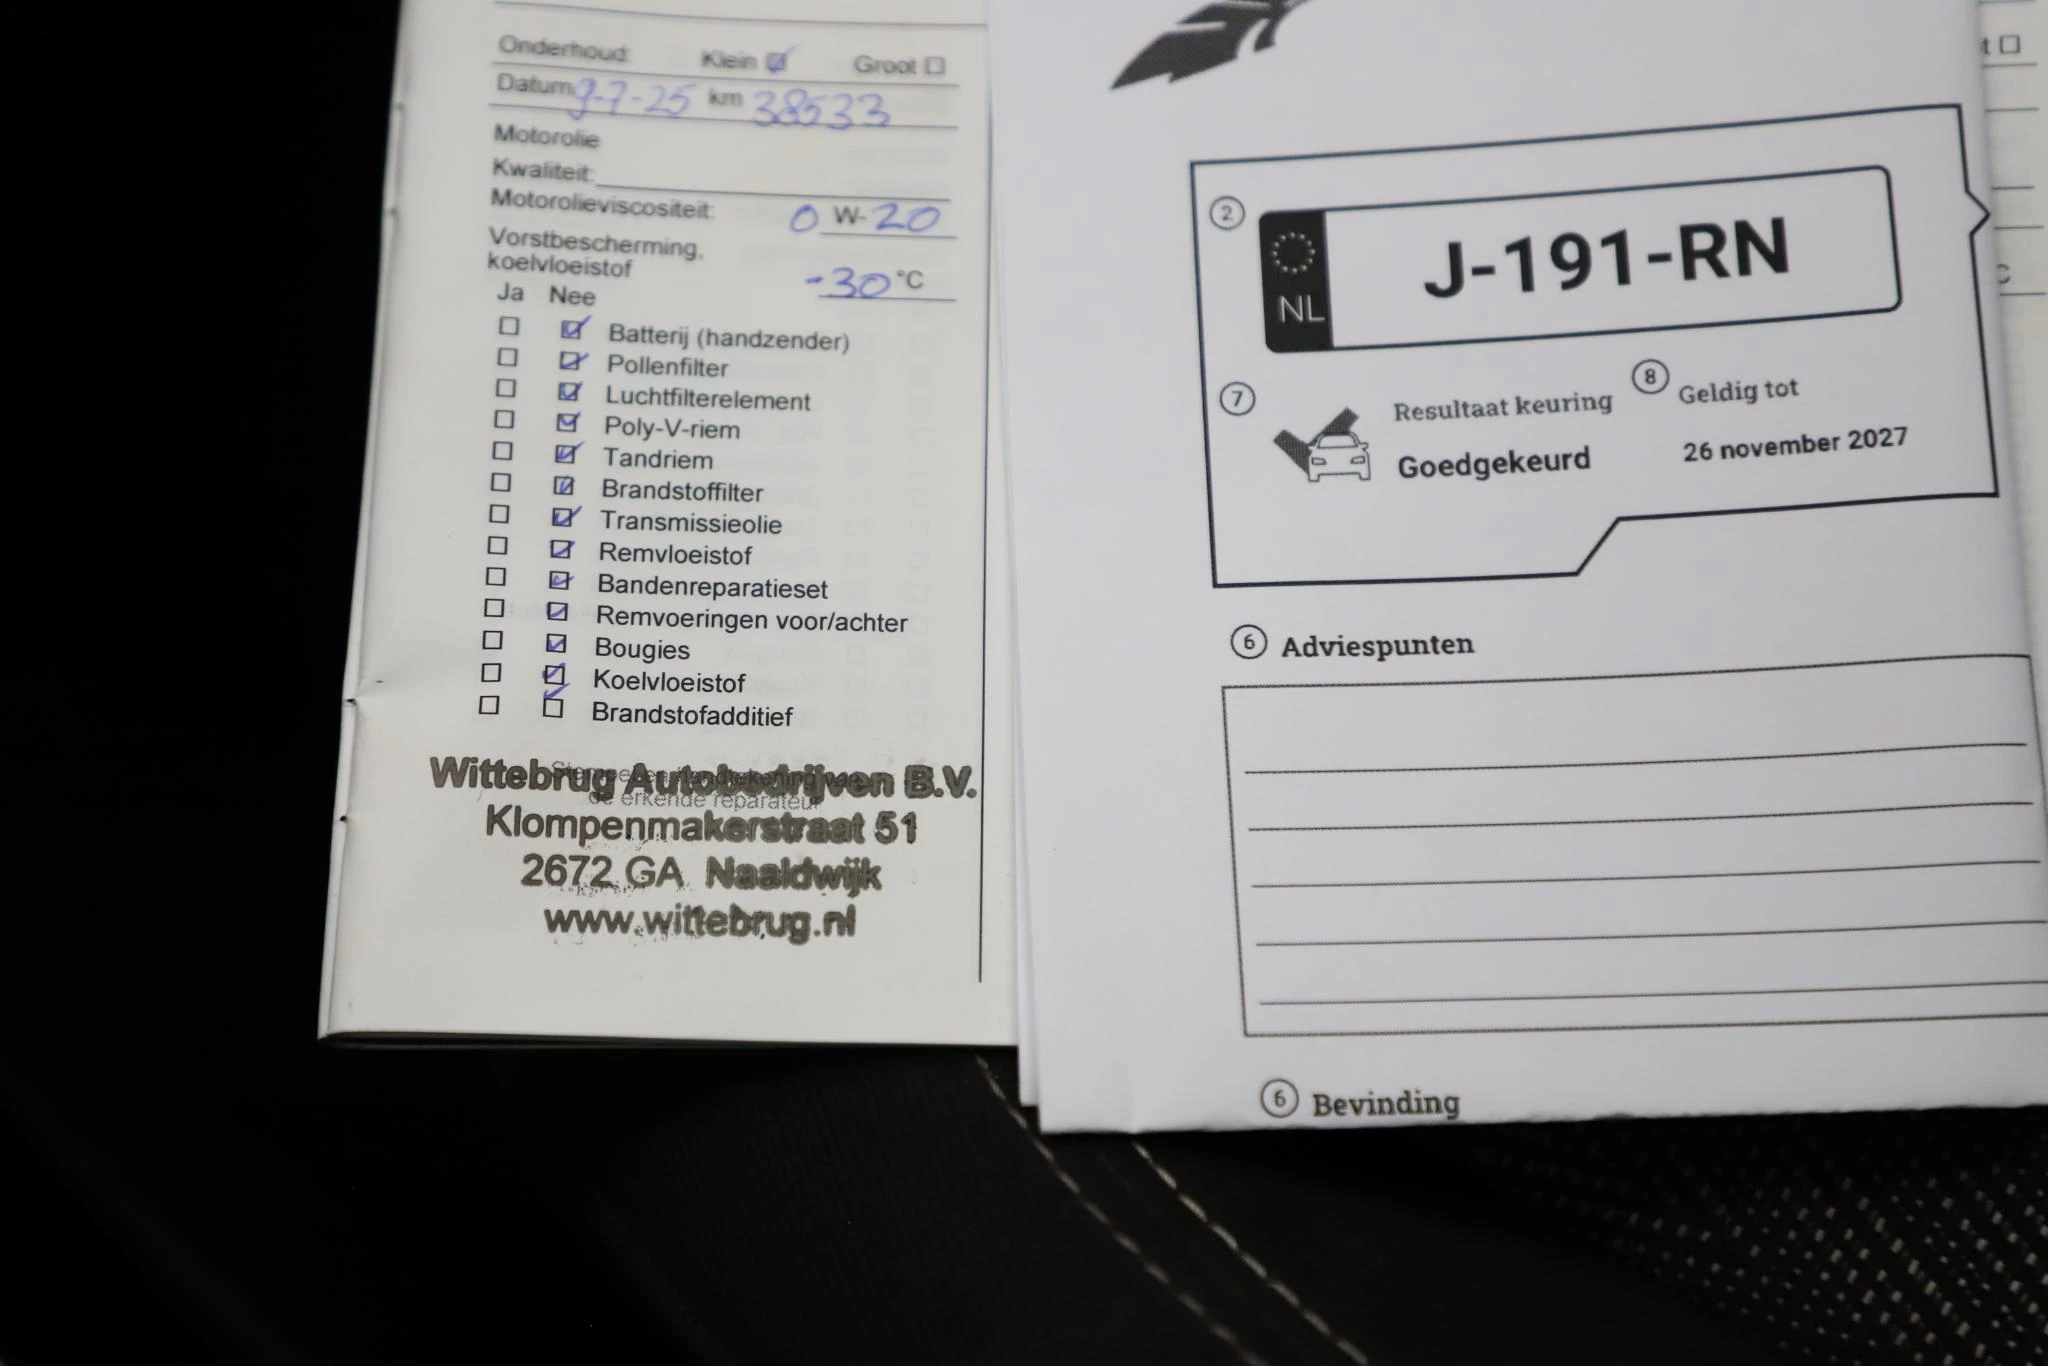 Onderhoud: Klein ☑ Groot ☐
Datum 9-7-25 km 38533
Motorolie
Kwaliteit:
Motorolieviscositeit: 0 W-20
Vorstbescherming,
koelvloeistof -30 °C
Ja Nee
☐ ☑ Batterij (handzender)
☐ ☑ Pollenfilter
☐ ☑ Luchtfilterelement
☐ ☑ Poly-V-riem
☐ ☑ Tandriem
☐ ☑ Brandstoffilter
☐ ☑ Transmissieolie
☐ ☑ Remvloeistof
☐ ☑ Bandenreparatieset
☐ ☑ Remvoeringen voor/achter
☐ ☑ Bougies
☐ ☑ Koelvloeistof
☐ ☑ Brandstofadditief
de erkende reparateur
Wittebrug Autobedrijven B.V.
Klompenmakerstraat 51
2672 GA Naaldwijk
www.wittebrug.nl
2
NL J-191-RN
7 Resultaat keuring 8 Geldig tot
Goedgekeurd 26 november 2027
6 Adviespunten
6 Bevinding